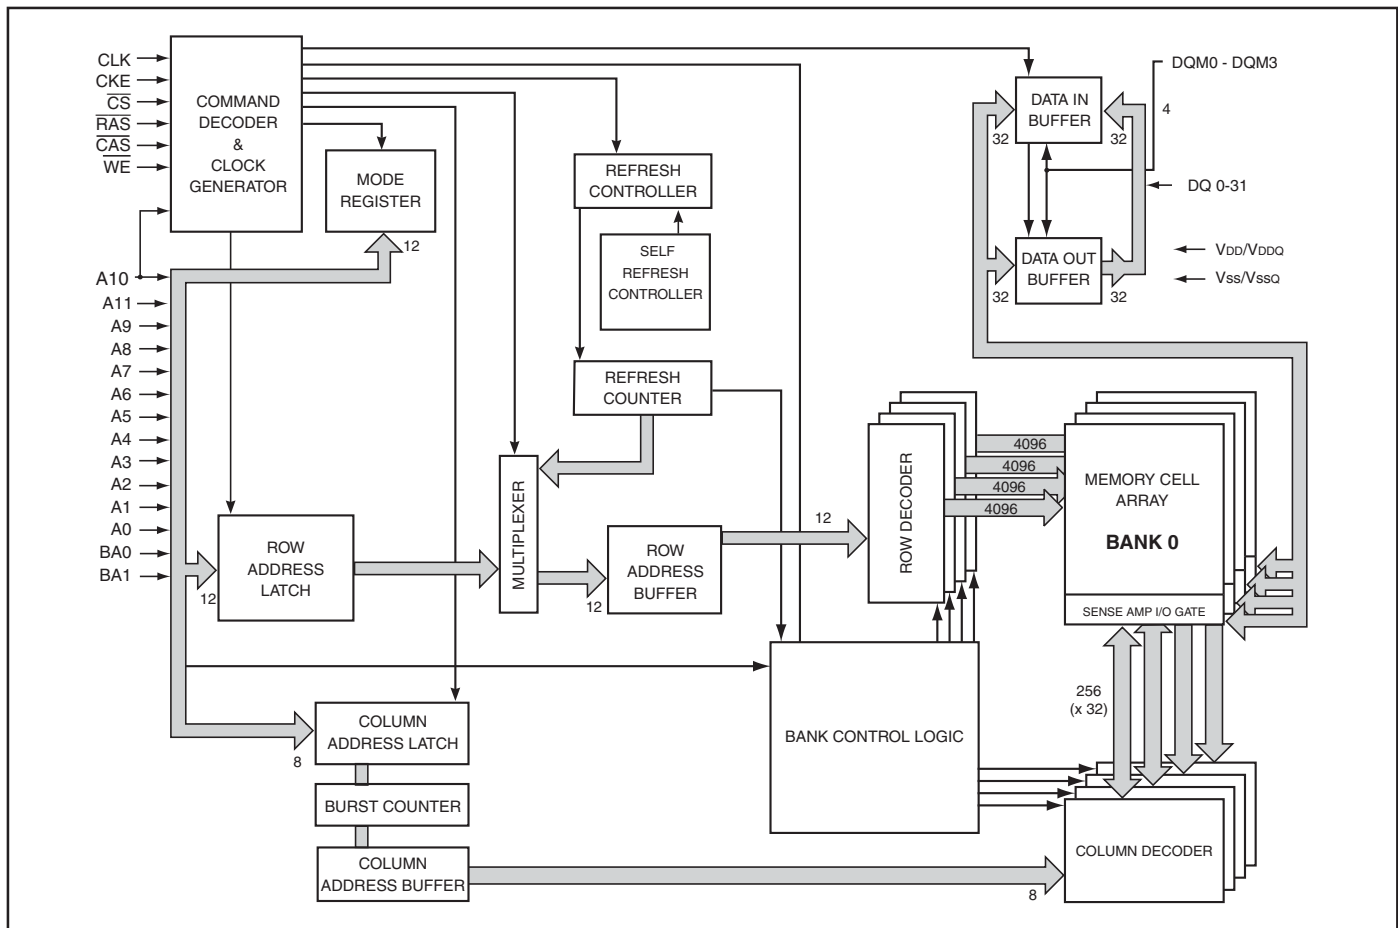 CLK
CKE
CS
RAS
CAS
WE
A10
A11
A9
A8
A7
A6
A5
A4
A3
A2
A1
A0
BA0
BA1
COMMAND
DECODER
&
CLOCK
GENERATOR
MODE
REGISTER
12
REFRESH
CONTROLLER
SELF
REFRESH
CONTROLLER
REFRESH
COUNTER
DATA IN
BUFFER
32
32
DQM0 - DQM3
4
DQ 0-31
VDD/VDDQ
VSS/VSSQ
DATA OUT
BUFFER
32
32
12
ROW
ADDRESS
LATCH
MULTIPLEXER
12
ROW
ADDRESS
BUFFER
12
ROW DECODER
4096
4096
4096
4096
MEMORY CELL
ARRAY
BANK 0
SENSE AMP I/O GATE
256
(x 32)
BANK CONTROL LOGIC
8
COLUMN
ADDRESS LATCH
BURST COUNTER
COLUMN
ADDRESS BUFFER
8
COLUMN DECODER